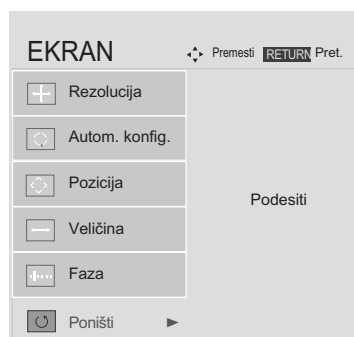 EKRAN
Premesti RETURN Pret.
Rezolucija
Autom. konfig.
Pozicija
Podesiti
Veličina
Faza
Poništi